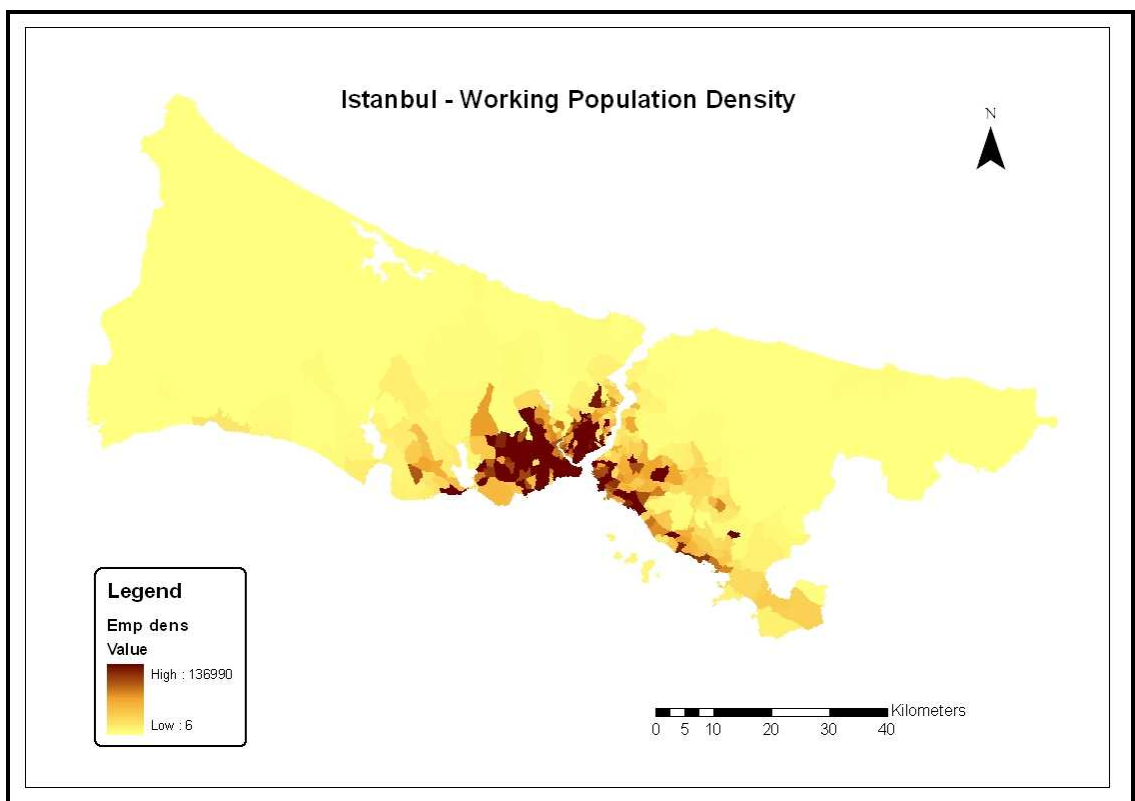 Istanbul - Working Population Density
N
Legend
Emp dens
Value
High : 136990
Low : 6
Kilometers
0 5 10 20 30 40